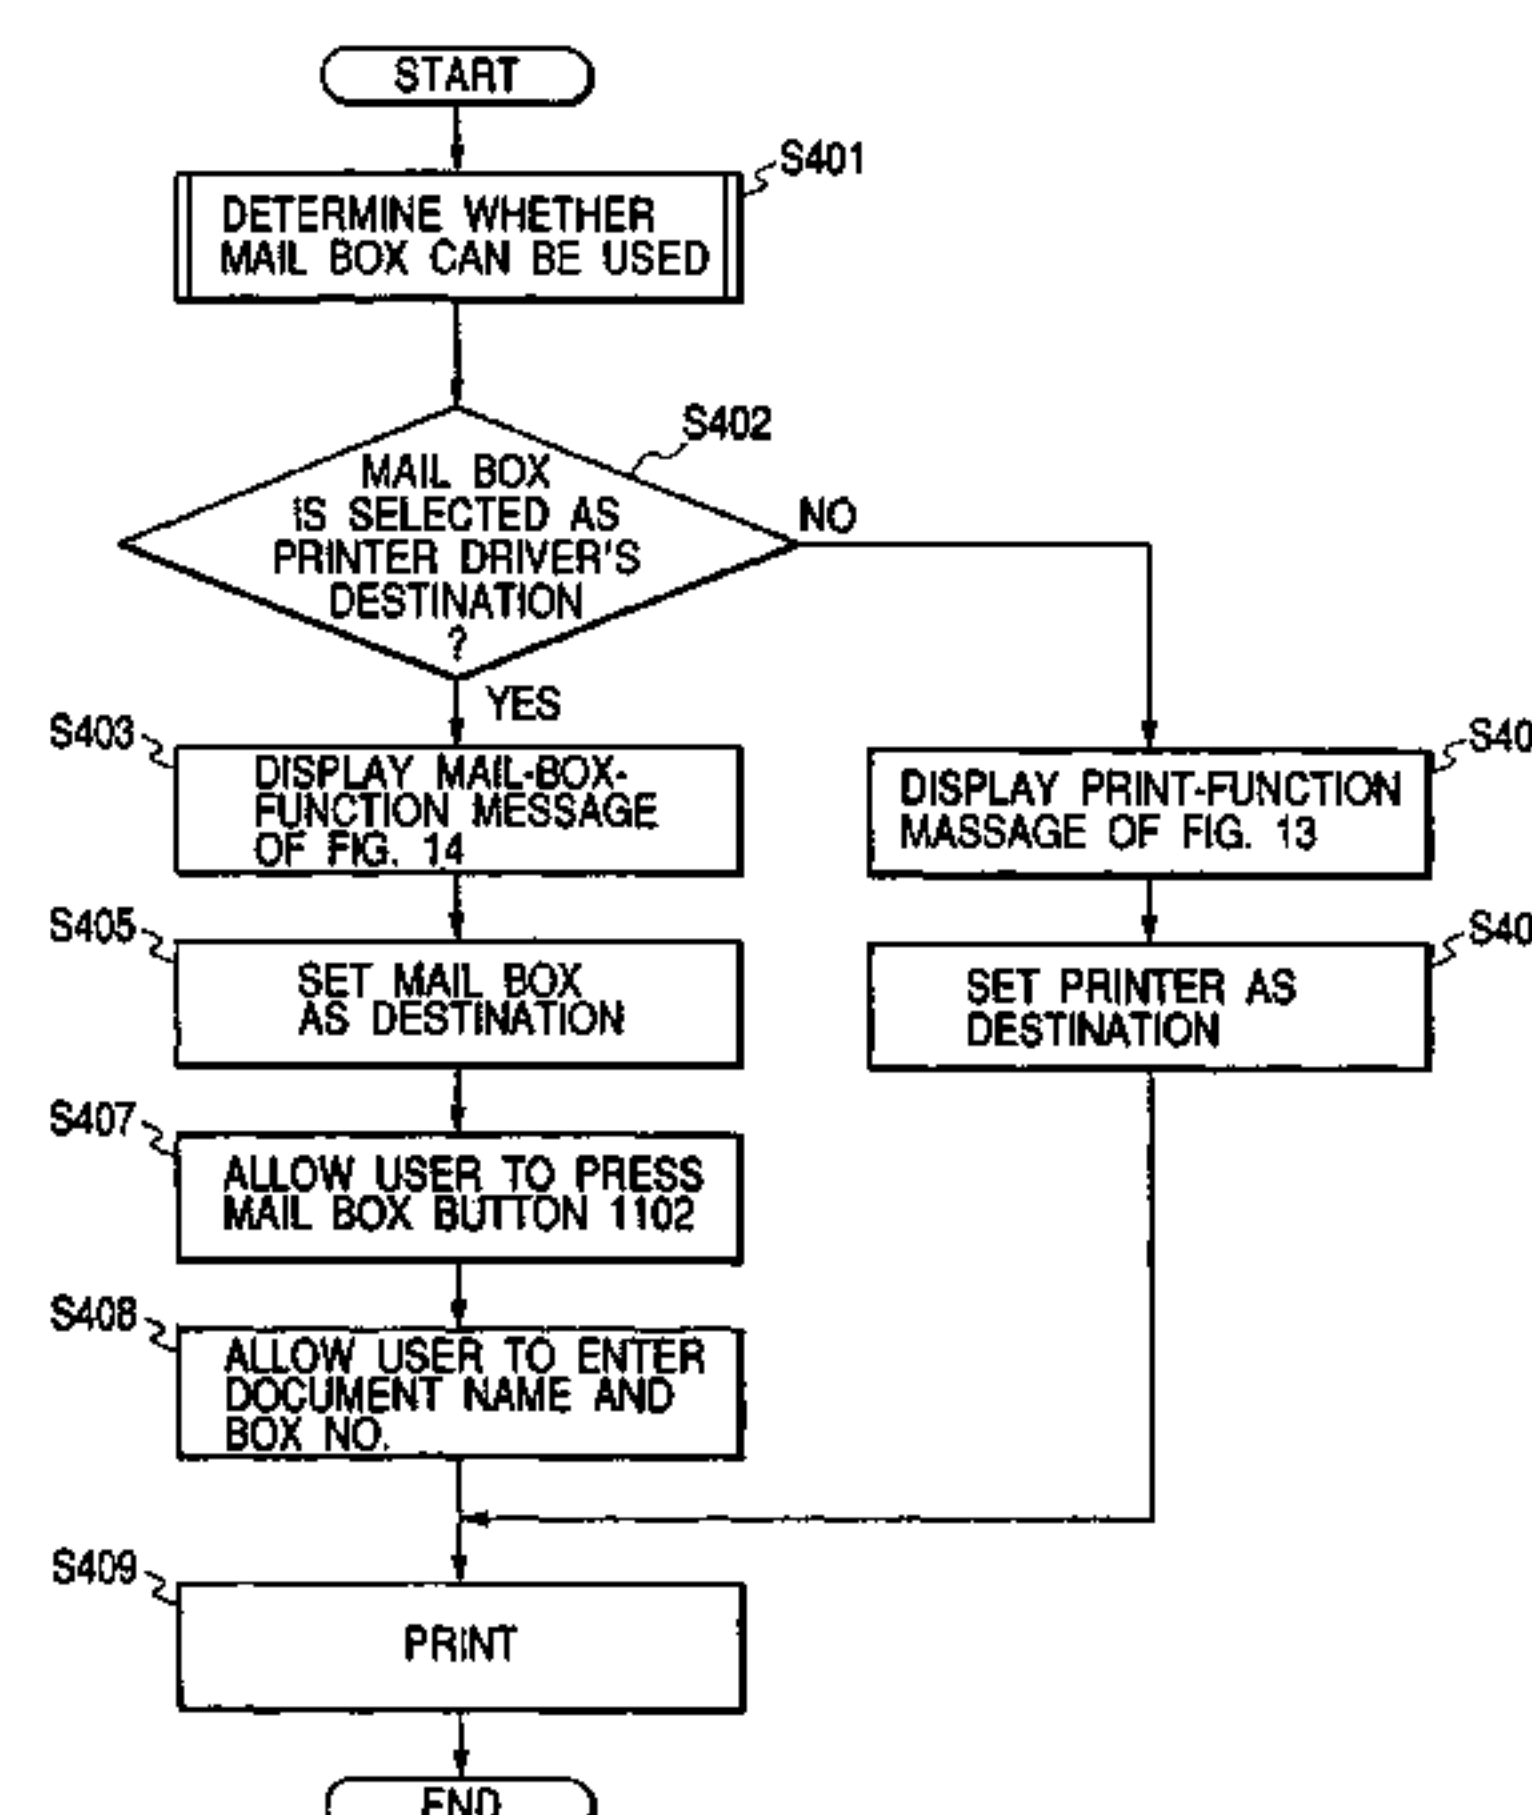 START
S401
DETERMINE WHETHER
MAIL BOX CAN BE USED
S402
MAIL BOX
IS SELECTED AS
PRINTER DRIVER'S
DESTINATION
?
NO
YES
S403
DISPLAY MAIL-BOX-
FUNCTION MESSAGE
OF FIG. 14
S40
DISPLAY PRINT-FUNCTION
MASSAGE OF FIG. 13
S405
SET MAIL BOX
AS DESTINATION
S40
SET PRINTER AS
DESTINATION
S407
ALLOW USER TO PRESS
MAIL BOX BUTTON 1102
S408
ALLOW USER TO ENTER
DOCUMENT NAME AND
BOX NO.
S409
PRINT
END